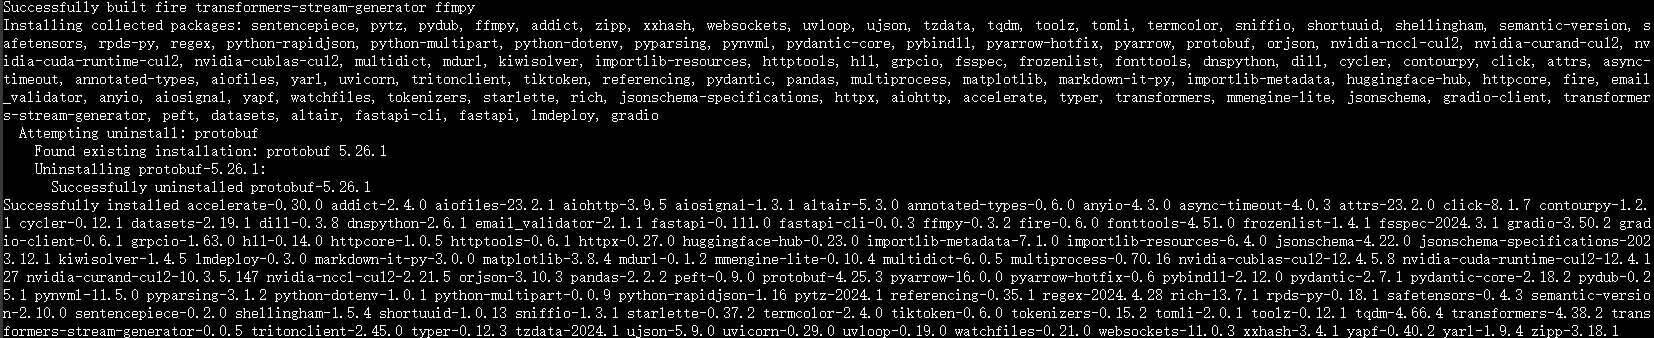 Successfully built fire transformers-stream-generator ffmpy
Installing collected packages: sentencepiece, pytz, pydub, ffmpy, addict, zipp, xxhash, websockets, uvloop, ujson, tzdata, tqdm, toolz, tomli, termcolor, sniffio, shortuuid, shellingham, semantic-version, s
afetensors, rpds-py, regex, python-rapidjson, python-multipart, python-dotenv, pyparsing, pynvml, pydantic-core, pybind11, pyarrow-hotfix, pyarrow, protobuf, orjson, nvidia-nccl-cu12, nvidia-curand-cu12, nv
idia-cuda-runtime-cu12, nvidia-cublas-cu12, multidict, mdurl, kiwisolver, importlib-resources, httptools, h11, grpcio, fsspec, frozenlist, fonttools, dnspython, dill, cycler, contourpy, click, attrs, async-
timeout, annotated-types, aiofiles, yarl, uvicorn, tritonclient, tiktoken, referencing, pydantic, pandas, multiprocess, matplotlib, markdown-it-py, importlib-metadata, huggingface-hub, httpcore, fire, email
_validator, anyio, aiosignal, yapf, watchfiles, tokenizers, starlette, rich, jsonschema-specifications, httpx, aiohttp, accelerate, typer, transformers, mmengine-lite, jsonschema, gradio-client, transformer
s-stream-generator, peft, datasets, altair, fastapi-cli, fastapi, lmdeploy, gradio
Attempting uninstall: protobuf
Found existing installation: protobuf 5.26.1
Uninstalling protobuf-5.26.1:
Successfully uninstalled protobuf-5.26.1
Successfully installed accelerate-0.30.0 addict-2.4.0 aiofiles-23.2.1 aiohttp-3.9.5 aiosignal-1.3.1 altair-5.3.0 annotated-types-0.6.0 anyio-4.3.0 async-timeout-4.0.3 attrs-23.2.0 click-8.1.7 contourpy-1.2.
1 cycler-0.12.1 datasets-2.19.1 dill-0.3.8 dnspython-2.6.1 email_validator-2.1.1 fastapi-0.111.0 fastapi-cli-0.0.3 ffmpy-0.3.2 fire-0.6.0 fonttools-4.51.0 frozenlist-1.4.1 fsspec-2024.3.1 gradio-3.50.2 grad
io-client-0.6.1 grpcio-1.63.0 h11-0.14.0 httpcore-1.0.5 httptools-0.6.1 httpx-0.27.0 huggingface-hub-0.23.0 importlib-metadata-7.1.0 importlib-resources-6.4.0 jsonschema-4.22.0 jsonschema-specifications-202
3.12.1 kiwisolver-1.4.5 lmdeploy-0.3.0 markdown-it-py-3.0.0 matplotlib-3.8.4 mdurl-0.1.2 mmengine-lite-0.10.4 multidict-6.0.5 multiprocess-0.70.16 nvidia-cublas-cu12-12.4.5.8 nvidia-cuda-runtime-cu12-12.4.1
27 nvidia-curand-cu12-10.3.5.147 nvidia-nccl-cu12-2.21.5 orjson-3.10.3 pandas-2.2.2 peft-0.9.0 protobuf-4.25.3 pyarrow-16.0.0 pyarrow-hotfix-0.6 pybind11-2.12.0 pydantic-2.7.1 pydantic-core-2.18.2 pydub-0.2
5.1 pynvml-11.5.0 pyparsing-3.1.2 python-dotenv-1.0.1 python-multipart-0.0.9 python-rapidjson-1.16 pytz-2024.1 referencing-0.35.1 regex-2024.4.28 rich-13.7.1 rpds-py-0.18.1 safetensors-0.4.3 semantic-versio
n-2.10.0 sentencepiece-0.2.0 shellingham-1.5.4 shortuuid-1.0.13 sniffio-1.3.1 starlette-0.37.2 termcolor-2.4.0 tiktoken-0.6.0 tokenizers-0.15.2 tomli-2.0.1 toolz-0.12.1 tqdm-4.66.4 transformers-4.38.2 trans
formers-stream-generator-0.0.5 tritonclient-2.45.0 typer-0.12.3 tzdata-2024.1 ujson-5.9.0 uvicorn-0.29.0 uvloop-0.19.0 watchfiles-0.21.0 websockets-11.0.3 xxhash-3.4.1 yapf-0.40.2 yarl-1.9.4 zipp-3.18.1